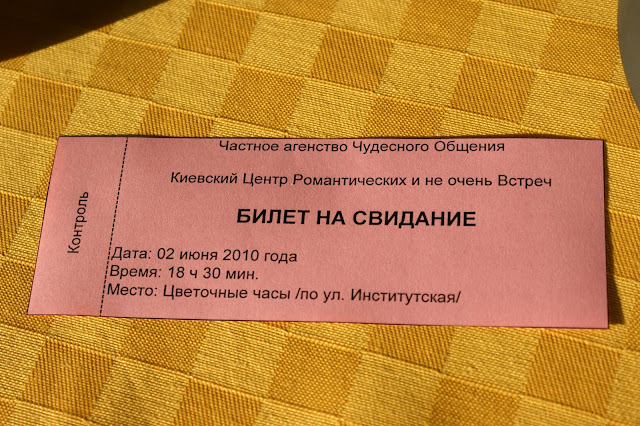 Частное агенство Чудесного Общения
Киевский Центр Романтических и не очень Встреч
БИЛЕТ НА СВИДАНИЕ
Контроль
Дата: 02 июня 2010 года
Время: 18 ч 30 мин.
Место: Цветочные часы /по ул. Институтская/